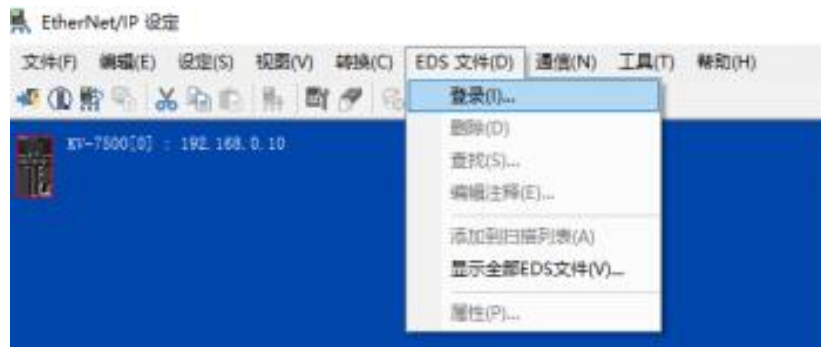 EtherNet/IP 设定
文件(F) 编辑(E) 设定(S) 视图(V) 转换(C) EDS 文件(D) 通信(N) 工具(T) 帮助(H)
登录(I)...
KV-7500[0] : 192.168.0.10
删除(D)
查找(S)...
编辑注释(E)...
添加到扫描列表(A)
显示全部EDS文件(V)...
属性(P)...